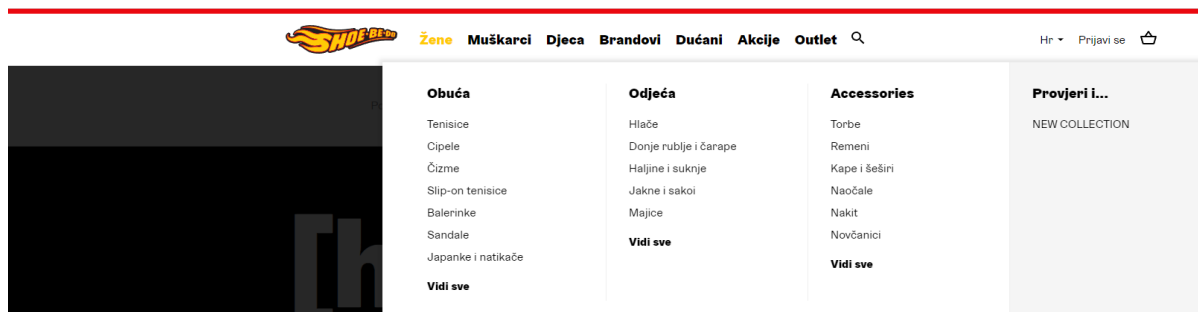 SHOE-BE-DO
Žene Muškarci Djeca Brandovi Dućani Akcije Outlet
Hr Prijavi se
Obuća
Tenisice
Cipele
Čizme
Slip-on tenisice
Balerinke
Sandale
Japanke i natikače
Vidi sve
Odjeća
Hlače
Donje rublje i čarape
Haljine i suknje
Jakne i sakoi
Majice
Vidi sve
Accessories
Torbe
Remeni
Kape i šeširi
Naočale
Nakit
Novčanici
Vidi sve
Provjeri i...
NEW COLLECTION
[h